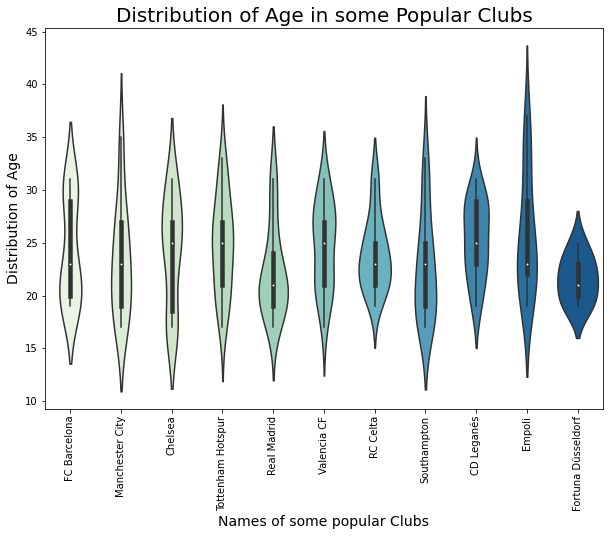 Distribution of Age in some Popular Clubs
Distribution of Age
45
40
35
30
25
20
15
10
FC Barcelona
Manchester City
Chelsea
Tottenham Hotspur
Real Madrid
Valencia CF
RC Celta
Southampton
CD Leganés
Empoli
Fortuna Düsseldorf
Names of some popular Clubs